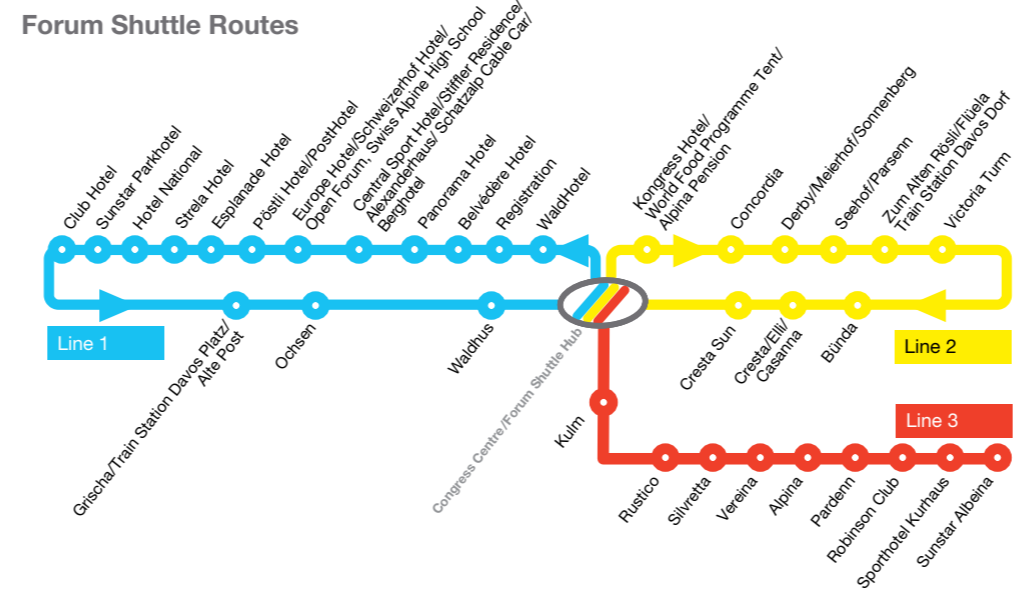 Forum Shuttle Routes
Club Hotel
Sunstar Parkhotel
Hotel National
Strela Hotel
Esplanade Hotel
Pöstli Hotel/PostHotel
Europe Hotel/Schweizerhof Hotel/
Open Forum, Swiss Alpine High School
Central Sport Hotel/Stiffler Residence/
Alexanderhaus/ Schatzalp Cable Car/
Berghotel
Panorama Hotel
Belvédère Hotel
Registration
WaldHotel
Kongress Hotel/
World Food Programme Tent/
Alpina Pension
Concordia
Derby/Meierhof/Sonnenberg
Seehof/Parsenn
Zum Alten Rösli/Flüela
Train Station Davos Dorf
Victoria Turm
Line 1
Grischa/Train Station Davos Platz/
Alte Post
Ochsen
Waldhus
Congress Centre/Forum Shuttle Hub
Cresta Sun
Cresta/Elli/
Casanna
Bünda
Line 2
Line 3
Kulm
Rustico
Silvretta
Vereina
Alpina
Pardenn
Robinson Club
Sporthotel Kurhaus
Sunstar Albeina